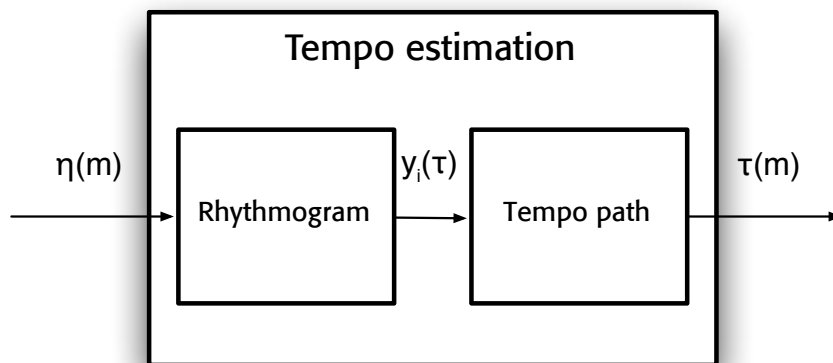 Tempo estimation
η(m)
yᵢ(τ)
τ(m)
Rhythmogram
Tempo path